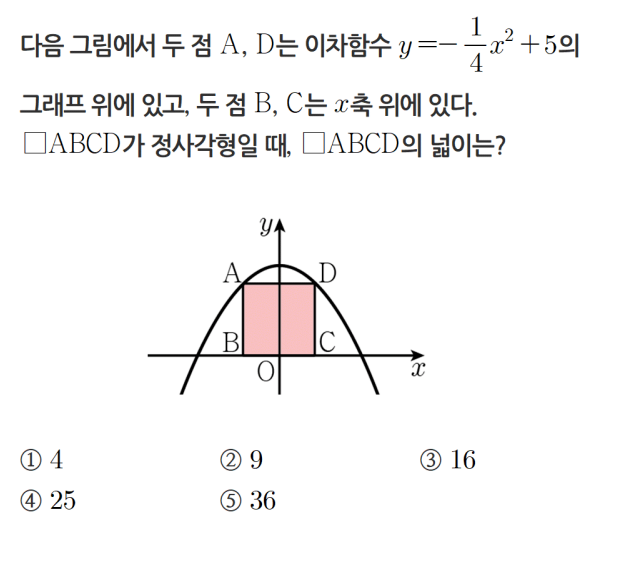 다음 그림에서 두 점 A, D는 이차함수 y=−\frac{1}{4}x²+5의
그래프 위에 있고, 두 점 B, C는 x축 위에 있다.
□ABCD가 정사각형일 때, □ABCD의 넓이는?
y
A D
B C
O x
① 4 ② 9 ③ 16
④ 25 ⑤ 36